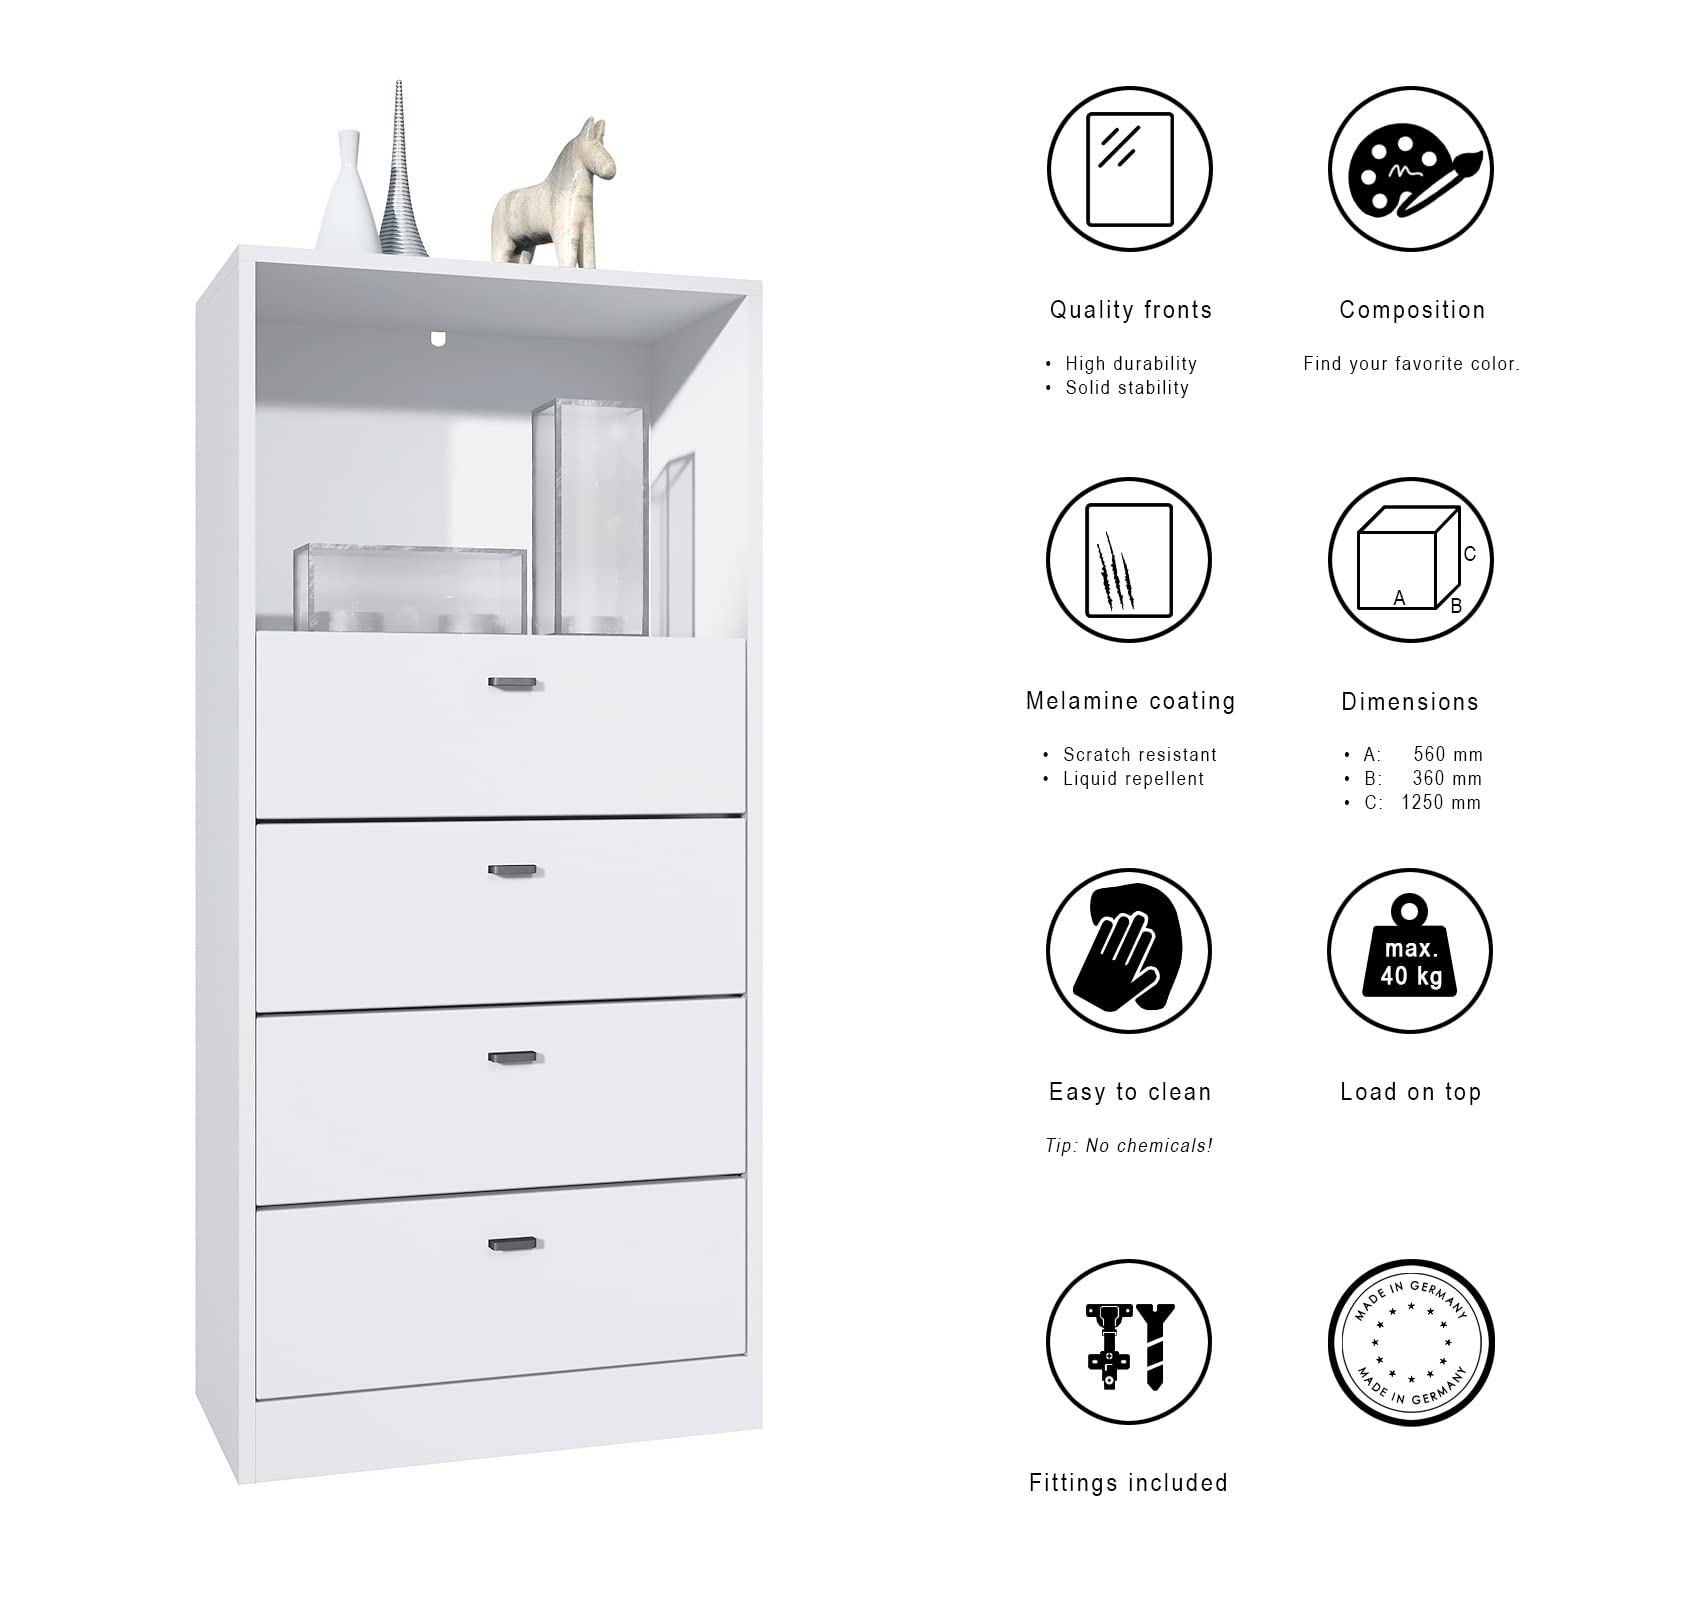 Quality fronts
• High durability
• Solid stability
Composition
Find your favorite color.
Melamine coating
• Scratch resistant
• Liquid repellent
A
B
C
Dimensions
• A: 560 mm
• B: 360 mm
• C: 1250 mm
Easy to clean
Tip: No chemicals!
max.
40 kg
Load on top
Fittings included
MADE IN GERMANY
MADE IN GERMANY